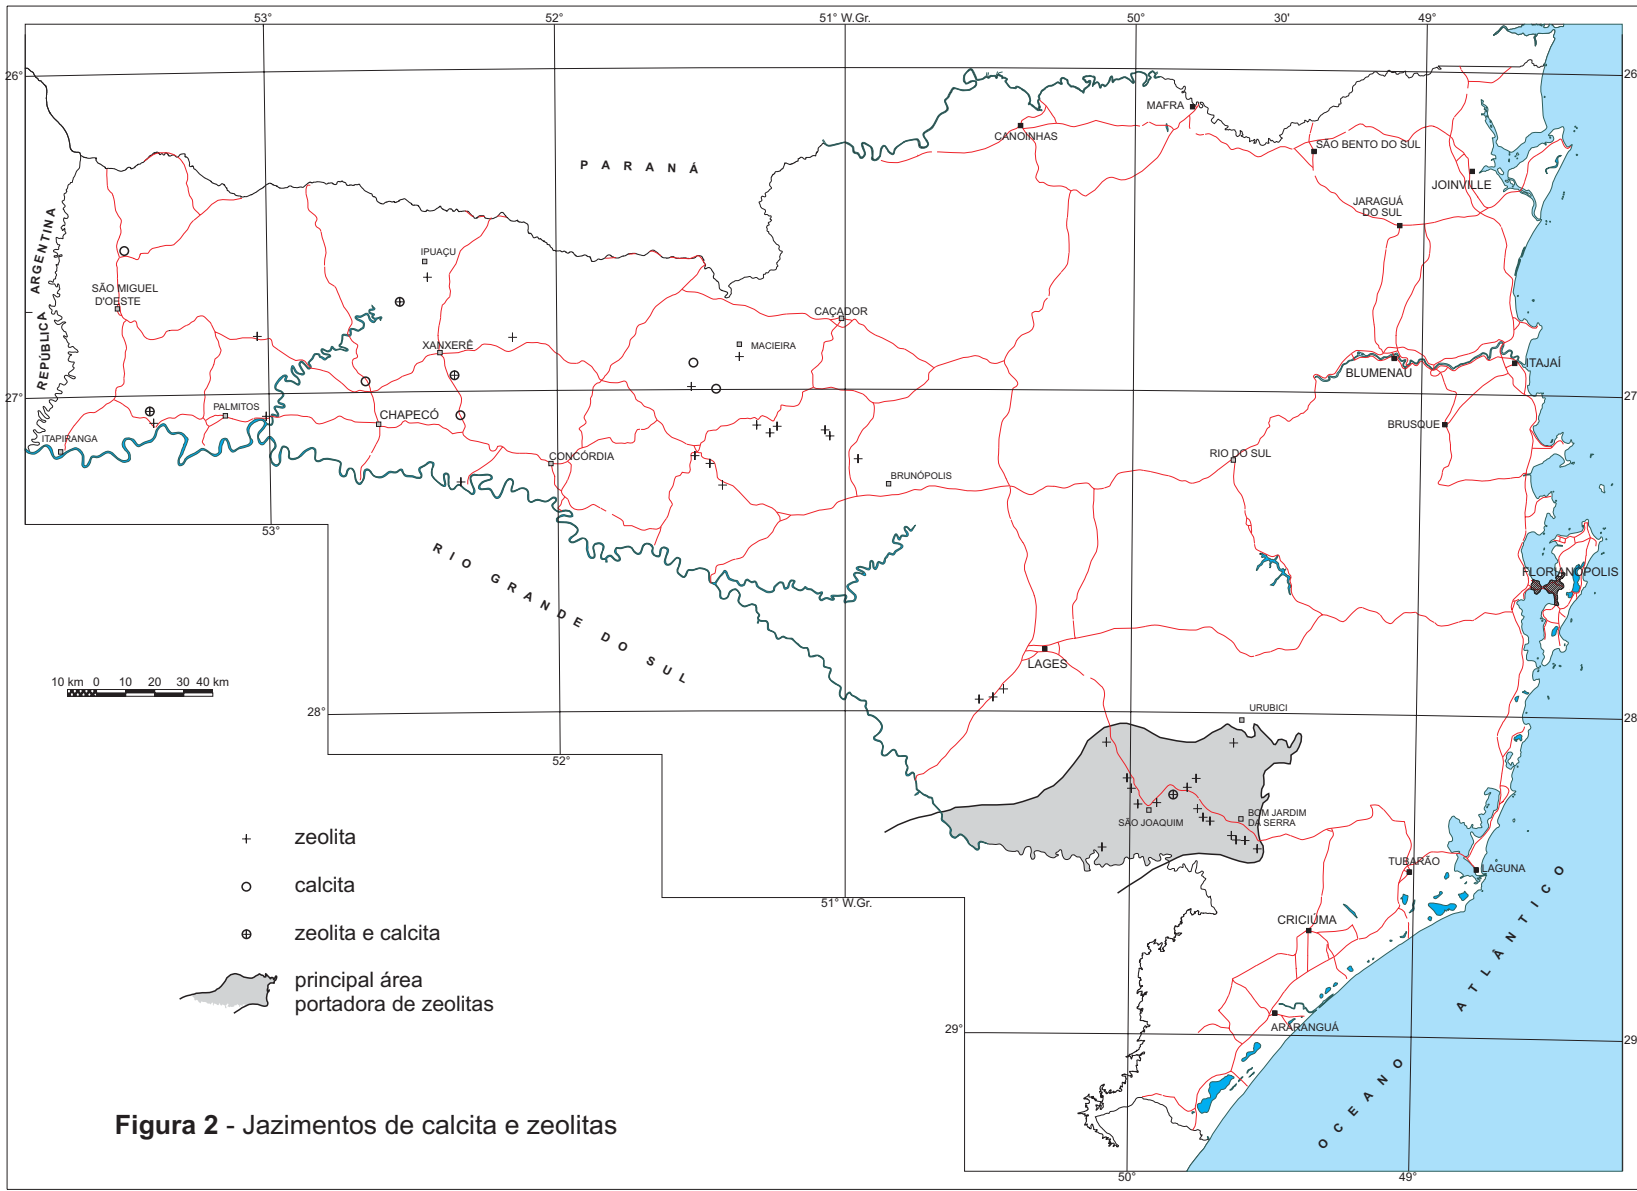 53°
52°
51° W.Gr.
50°
30'
49°
26°
26°
MAFRA
CANOINHAS
SÃO BENTO DO SUL
JOINVILLE
PARANÁ
JARAGUÁ
DO SUL
REPÚBLICA ARGENTINA
IPUAÇU
SÃO MIGUEL
D'OESTE
CAÇADOR
XANXERÊ
MACIEIRA
BLUMENAU
ITAJAÍ
27°
27°
PALMITOS
CHAPECÓ
BRUSQUE
ITAPIRANGA
CONCÓRDIA
RIO DO SUL
BRUNÓPOLIS
53°
RIO GRANDE DO SUL
FLORIANÓPOLIS
LAGES
10 km 0 10 20 30 40 km
28°
28°
URUBICI
52°
SÃO JOAQUIM
BOM JARDIM
DA SERRA
zeolita
calcita
zeolita e calcita
principal área
portadora de zeolitas
TUBARÃO
LAGUNA
51° W.Gr.
CRICIÚMA
OCEANO ATLÂNTICO
29°
29°
ARARANGUÁ
Figura 2 - Jazimentos de calcita e zeolitas
50°
49°